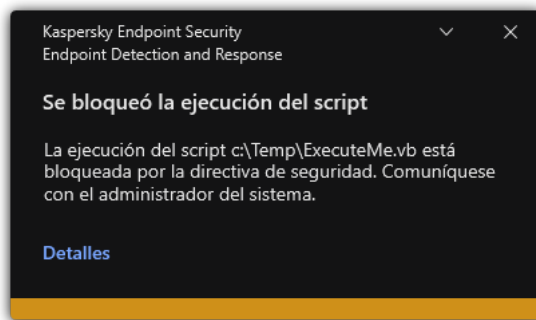 Kaspersky Endpoint Security
Endpoint Detection and Response
Se bloqueó la ejecución del script
La ejecución del script c:\Temp\ExecuteMe.vb está
bloqueada por la directiva de seguridad. Comuníquese
con el administrador del sistema.
Detalles